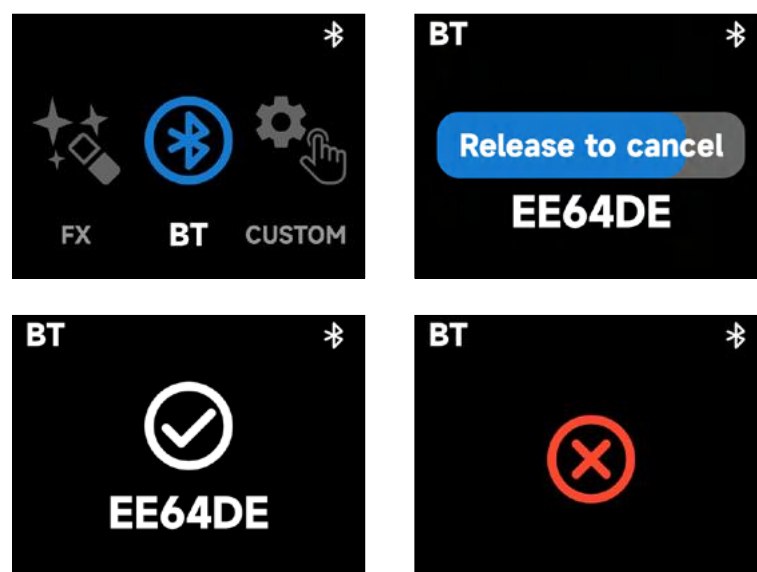 FX BT CUSTOM
BT
Release to cancel
EE64DE
BT
EE64DE
BT